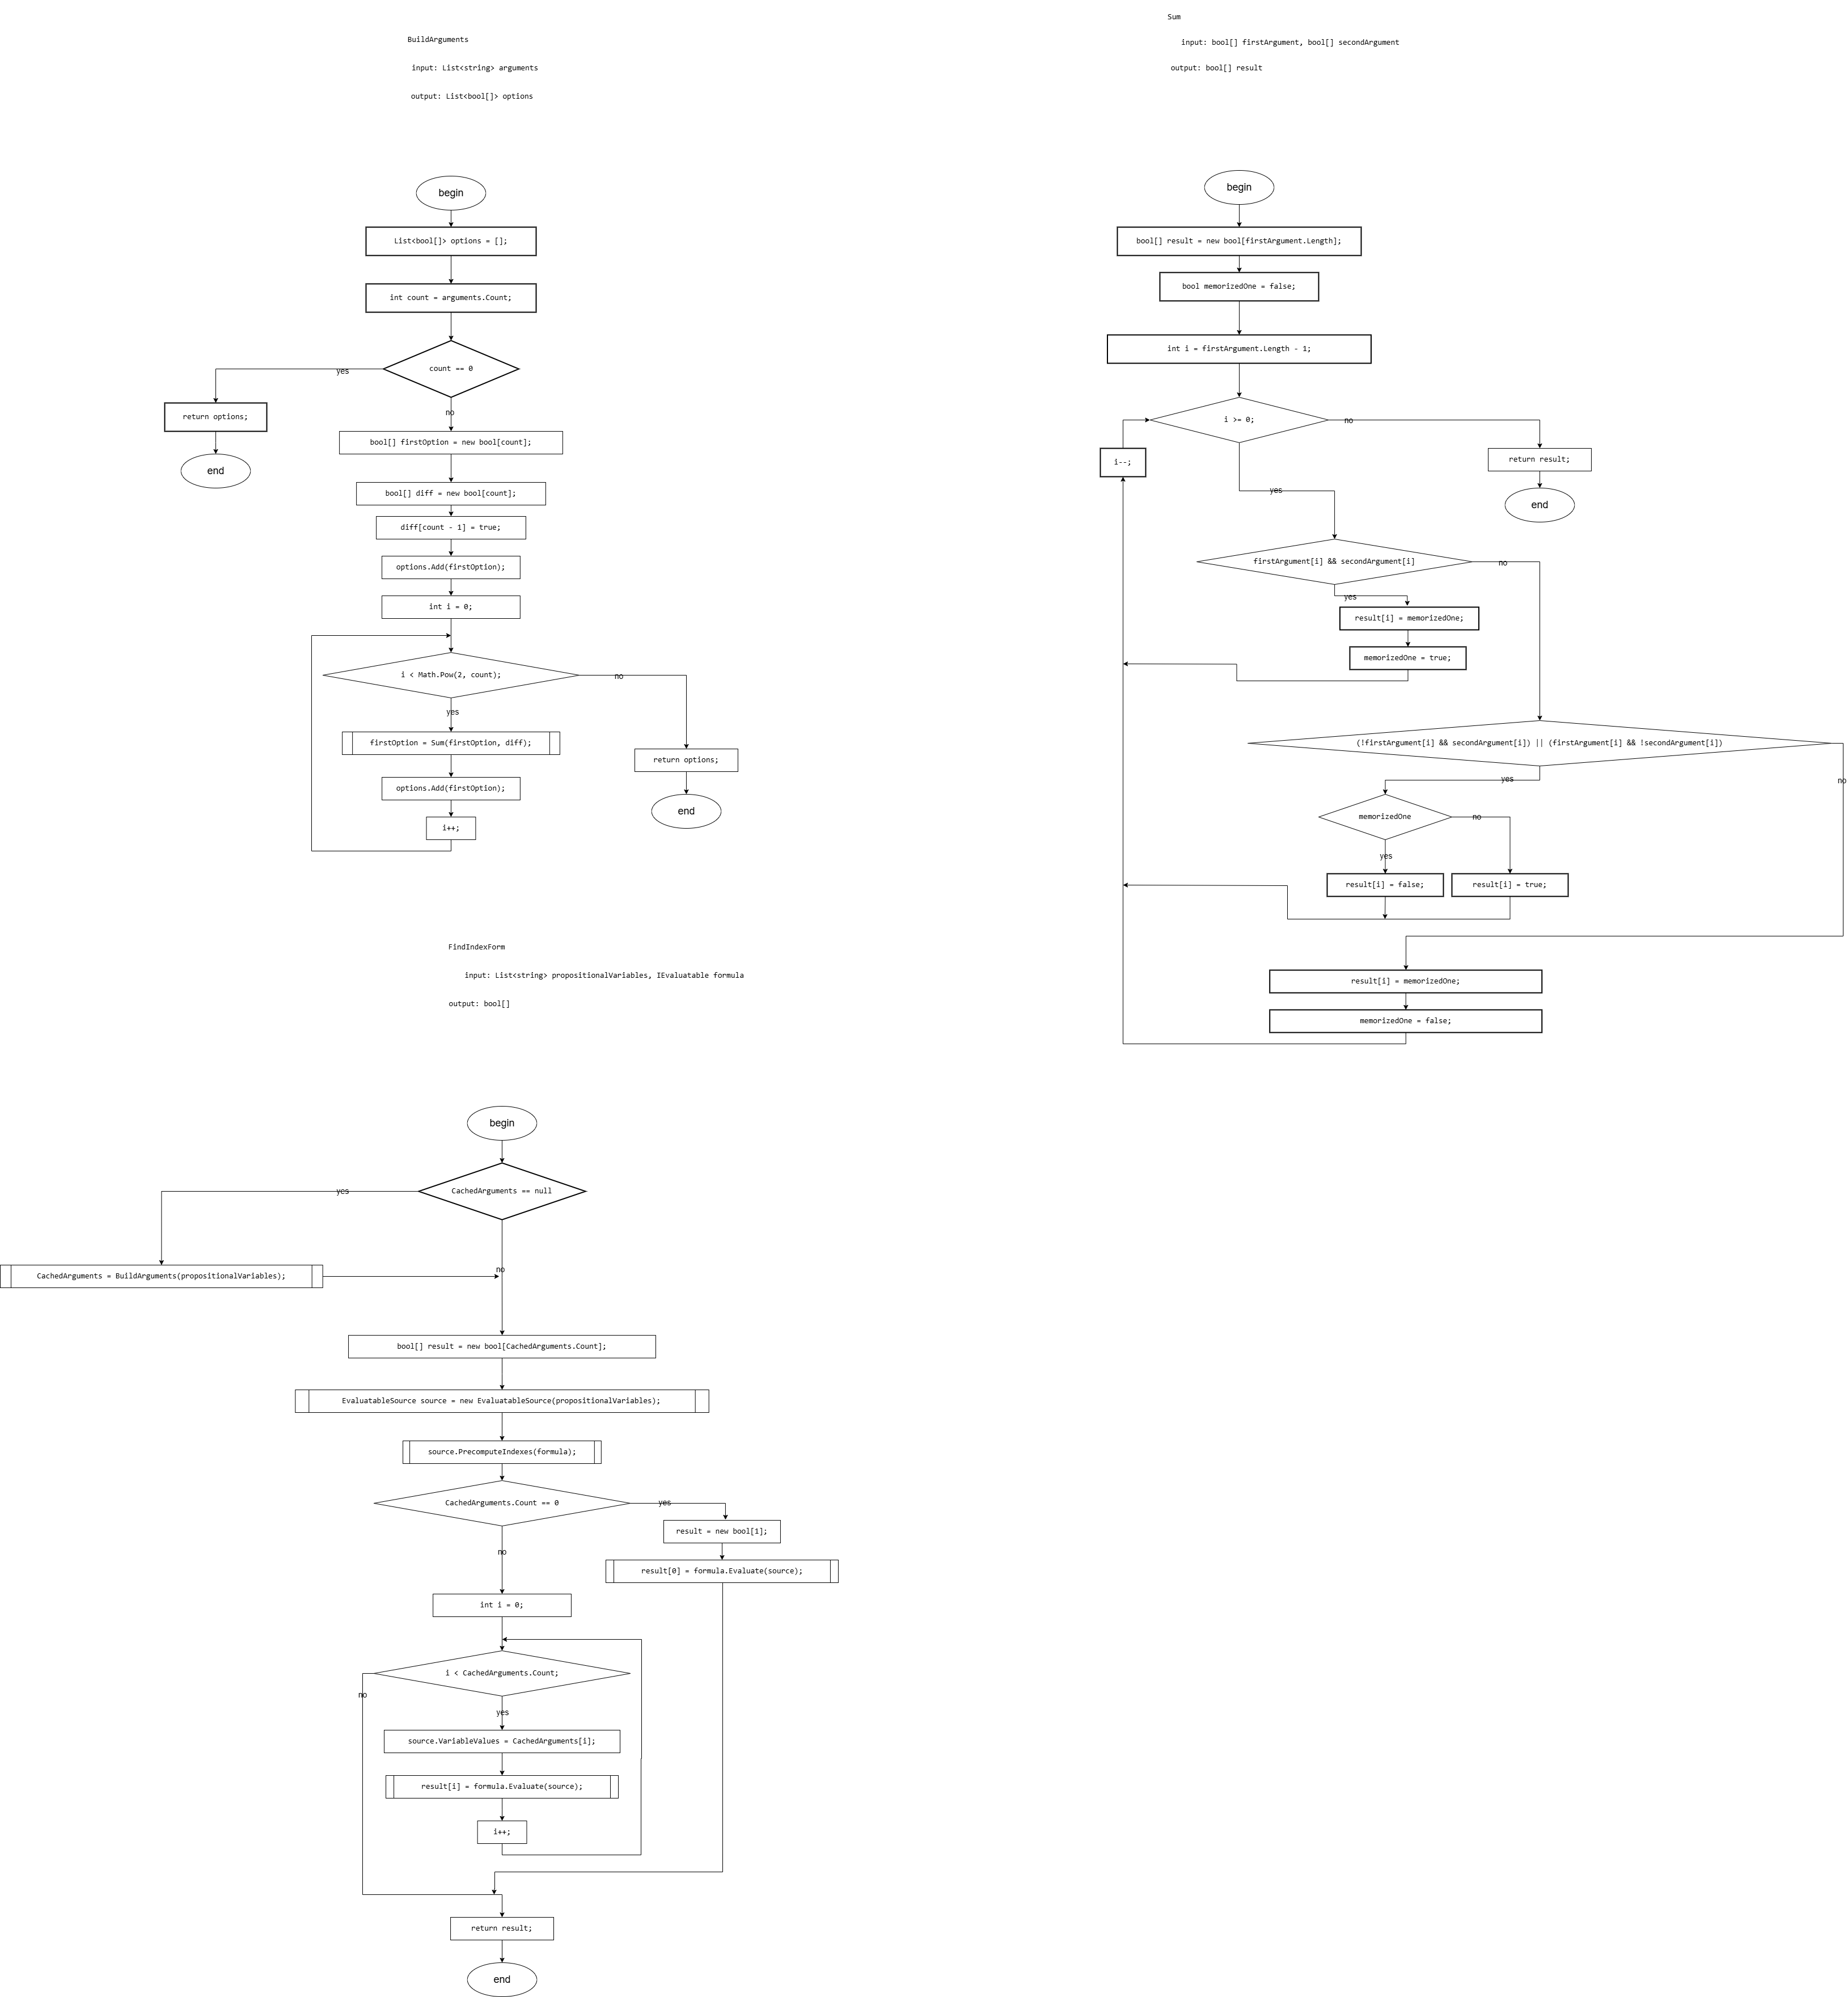 BuildArguments
input: List<string> arguments
output: List<bool[]> options
begin
List<bool[]> options = [];
int count = arguments.Count;
count == 0
yes
no
return options;
end
bool[] firstOption = new bool[count];
bool[] diff = new bool[count];
diff[count - 1] = true;
options.Add(firstOption);
int i = 0;
i < Math.Pow(2, count);
no
yes
firstOption = Sum(firstOption, diff);
options.Add(firstOption);
i++;
return options;
end
Sum
input: bool[] firstArgument, bool[] secondArgument
output: bool[] result
begin
bool[] result = new bool[firstArgument.Length];
bool memorizedOne = false;
int i = firstArgument.Length - 1;
i >= 0;
no
i--;
return result;
end
yes
firstArgument[i] && secondArgument[i]
no
yes
result[i] = memorizedOne;
memorizedOne = true;
(!firstArgument[i] && secondArgument[i]) || (firstArgument[i] && !secondArgument[i])
no
yes
memorizedOne
no
yes
result[i] = false;
result[i] = true;
result[i] = memorizedOne;
memorizedOne = false;
FindIndexForm
input: List<string> propositionalVariables, IEvaluatable formula
output: bool[]
begin
CachedArguments == null
yes
no
CachedArguments = BuildArguments(propositionalVariables);
bool[] result = new bool[CachedArguments.Count];
EvaluatableSource source = new EvaluatableSource(propositionalVariables);
source.PrecomputeIndexes(formula);
CachedArguments.Count == 0
yes
no
result = new bool[1];
result[0] = formula.Evaluate(source);
int i = 0;
i < CachedArguments.Count;
no
yes
source.VariableValues = CachedArguments[i];
result[i] = formula.Evaluate(source);
i++;
return result;
end